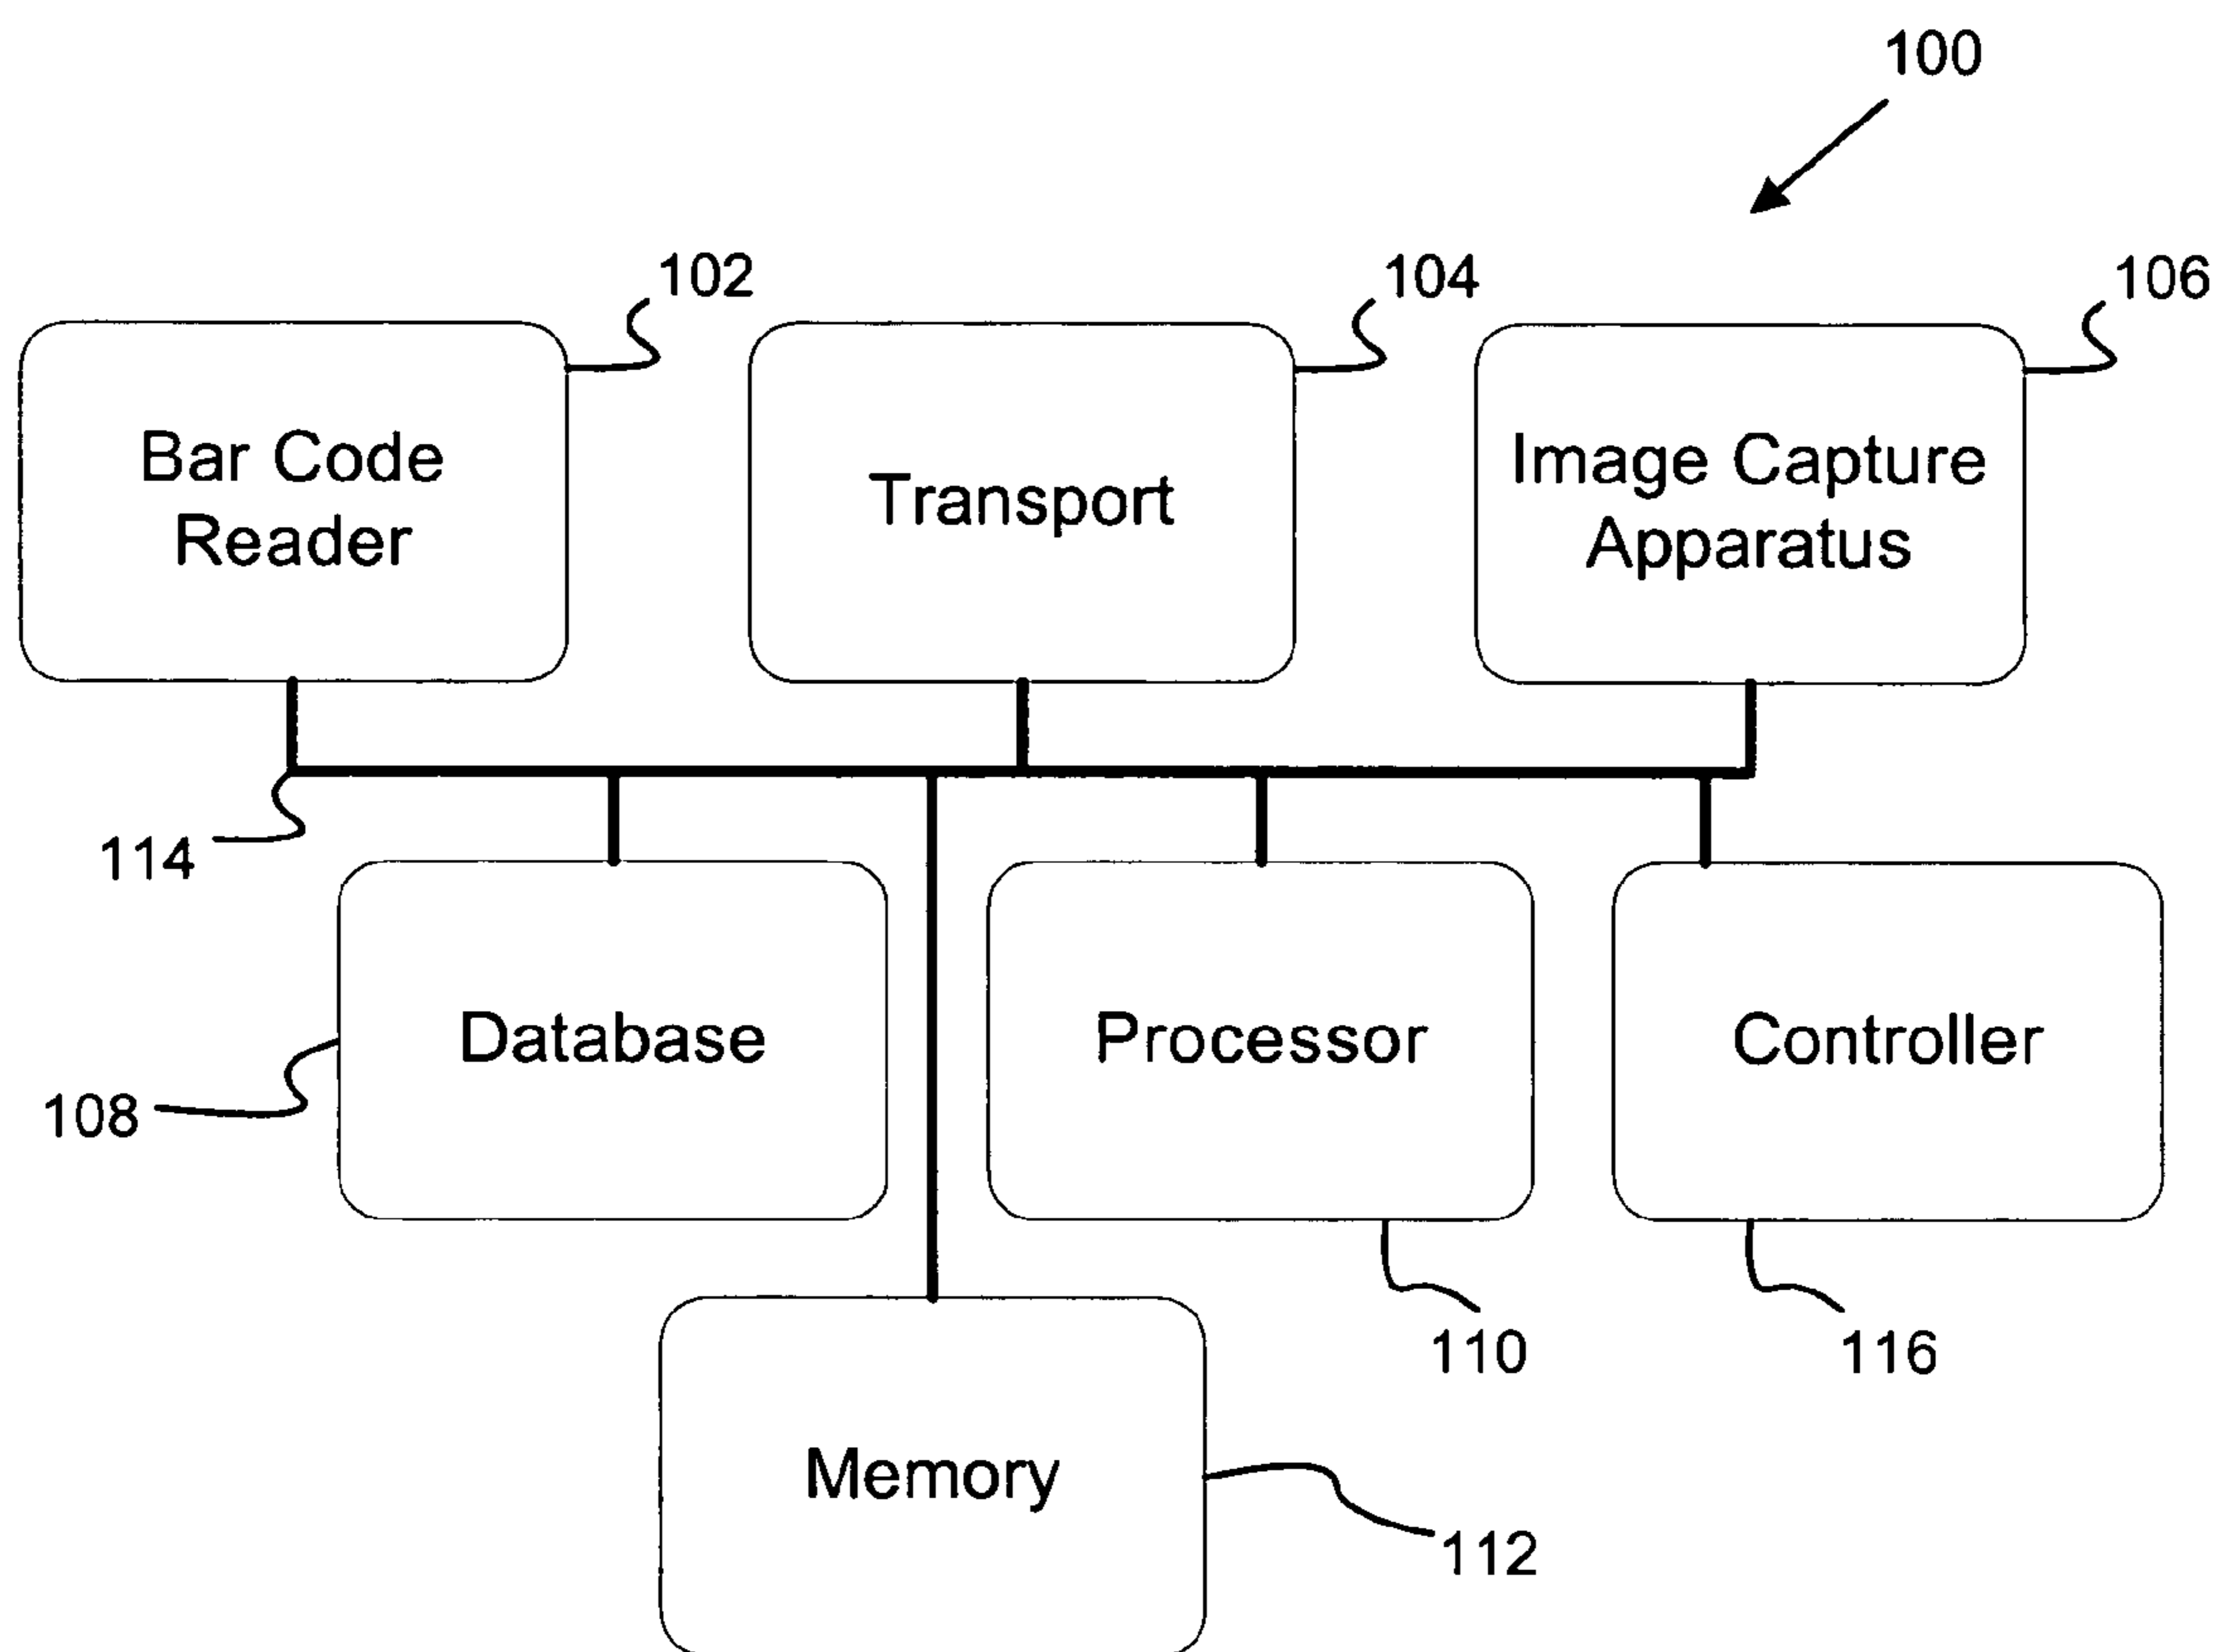 100
102
104
106
Bar Code
Reader
Transport
Image Capture
Apparatus
114
Database
Processor
Controller
108
110
116
Memory
112